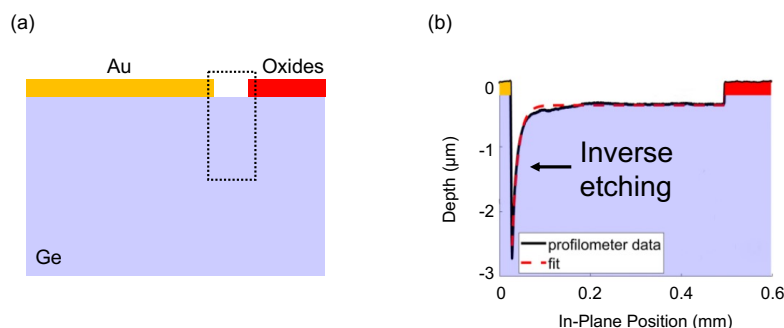 (a)
Au
Oxides
Ge
(b)
0
-1
-2
-3
Depth (μm)
Inverse
etching
profilometer data
fit
0
0.2
0.4
0.6
In-Plane Position (mm)